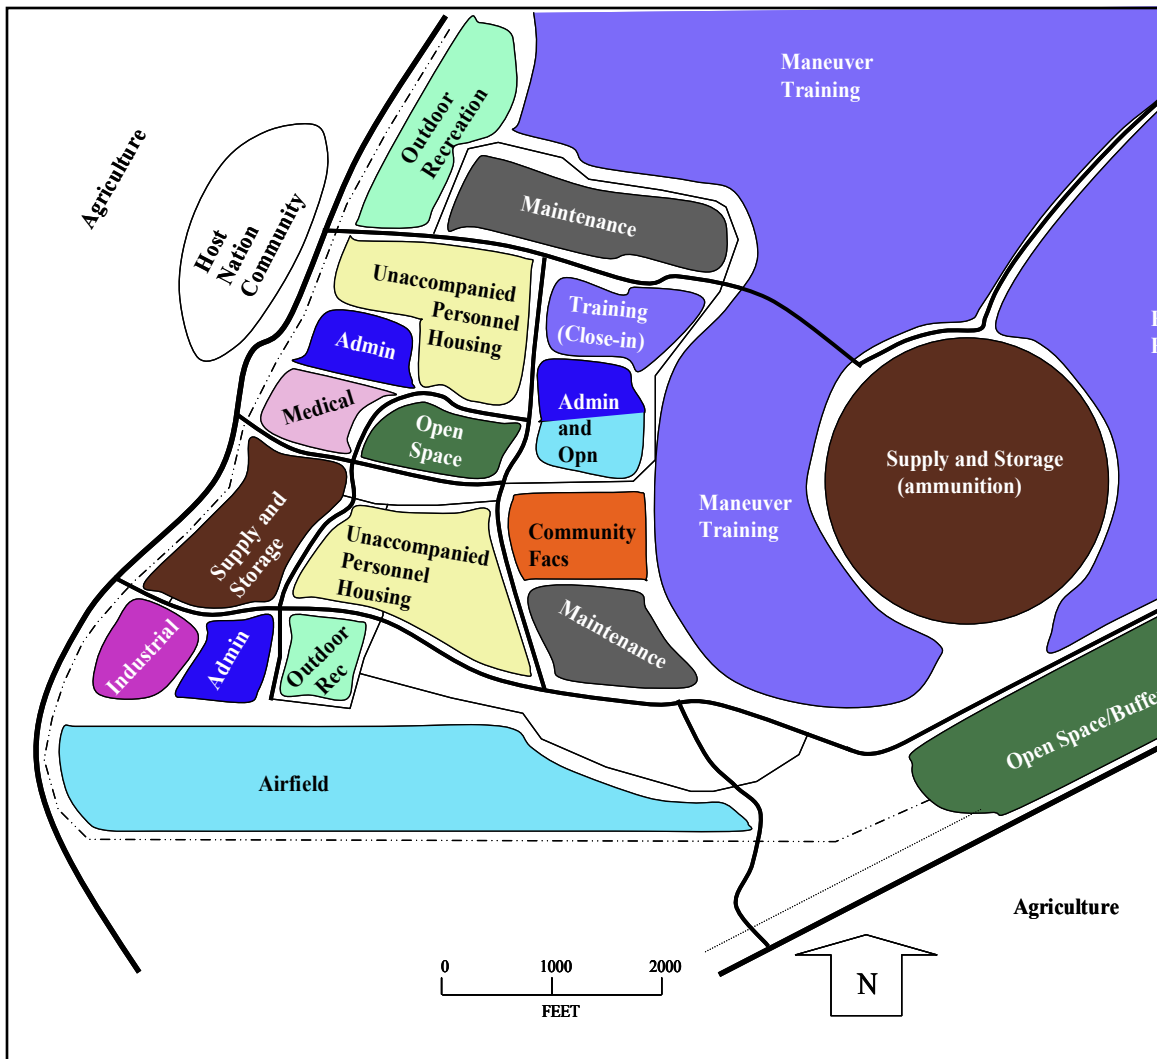 Maneuver
Training
Outdoor
Recreation
Agriculture
Maintenance
Host
Nation
Community
Unaccompanied
Personnel
Housing
Training
(Close-in)
Admin
Medical
Open
Space
Admin
and
Opn
Supply and Storage
(ammunition)
Supply and
Storage
Unaccompanied
Personnel
Housing
Community
Facs
Maneuver
Training
Maintenance
Industrial
Admin
Outdoor
Rec
Open Space/Buffe
Airfield
Agriculture
0 1000 2000
FEET
N